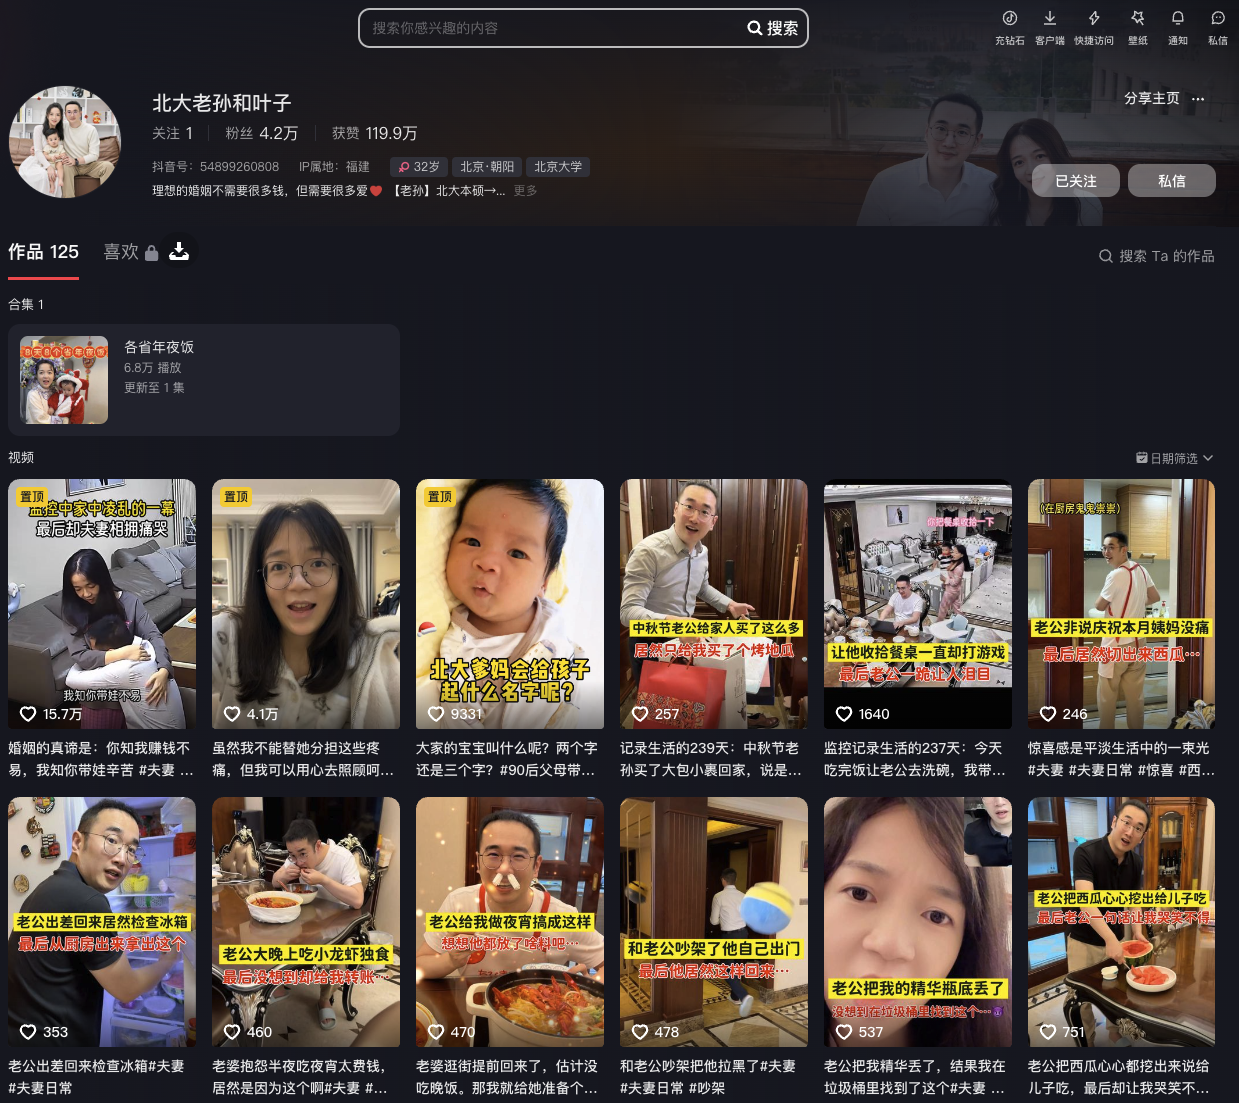 搜索你感兴趣的内容
搜索
充钻石 客户端 快捷访问 壁纸 通知 私信
北大老孙和叶子
分享主页 ···
关注 1 粉丝 4.2万 获赞 119.9万
抖音号：54899260808 IP属地：福建 32岁 北京·朝阳 北京大学
理想的婚姻不需要很多钱，但需要很多爱❤️ 【老孙】北大本硕→... 更多
已关注 私信
作品 125 喜欢
搜索 Ta 的作品
合集 1
8天8个省年夜饭
各省年夜饭
6.8万 播放
更新至 1 集
视频
日期筛选
置顶
监控中家中凌乱的一幕
最后却夫妻相拥痛哭
我知你带娃不易
15.7万
婚姻的真谛是：你知我赚钱不
易，我知你带娃辛苦 #夫妻 ...
置顶
4.1万
虽然我不能替她分担这些疼
痛，但我可以用心去照顾呵...
置顶
北大爹妈会给孩子
起什么名字呢？
9331
大家的宝宝叫什么呢？两个字
还是三个字？#90后父母带...
中秋节老公给家人买了这么多
居然只给我买了个烤地瓜
257
记录生活的239天：中秋节老
孙买了大包小裹回家，说是...
你把餐桌收拾一下
让他收拾餐桌一直却打游戏
最后老公一跪让人泪目
1640
监控记录生活的237天：今天
吃完饭让老公去洗碗，我带...
（在厨房鬼鬼祟祟）
老公非说庆祝本月姨妈没痛
最后居然切出来西瓜…
246
惊喜感是平淡生活中的一束光
#夫妻 #夫妻日常 #惊喜 #西...
老公出差回来居然检查冰箱
最后从厨房出来拿出这个
353
老公出差回来检查冰箱#夫妻
#夫妻日常
老公大晚上吃小龙虾独食
最后没想到却给我转账…
460
老婆抱怨半夜吃夜宵太费钱，
居然是因为这个啊#夫妻 #...
老公给我做夜宵搞成这样
想想他都放了啥料吧…
470
老婆逛街提前回来了，估计没
吃晚饭。那我就给她准备个...
和老公吵架了他自己出门
最后他居然这样回来…
478
和老公吵架把他拉黑了#夫妻
#夫妻日常 #吵架
老公把我的精华瓶底丢了
没想到在垃圾桶里找到这个…😈
537
老公把我精华丢了，结果我在
垃圾桶里找到了这个#夫妻 ...
老公把西瓜心心挖出给儿子吃
最后老公一句话让我哭笑不得
751
老公把西瓜心心都挖出来说给
儿子吃，最后却让我哭笑不...